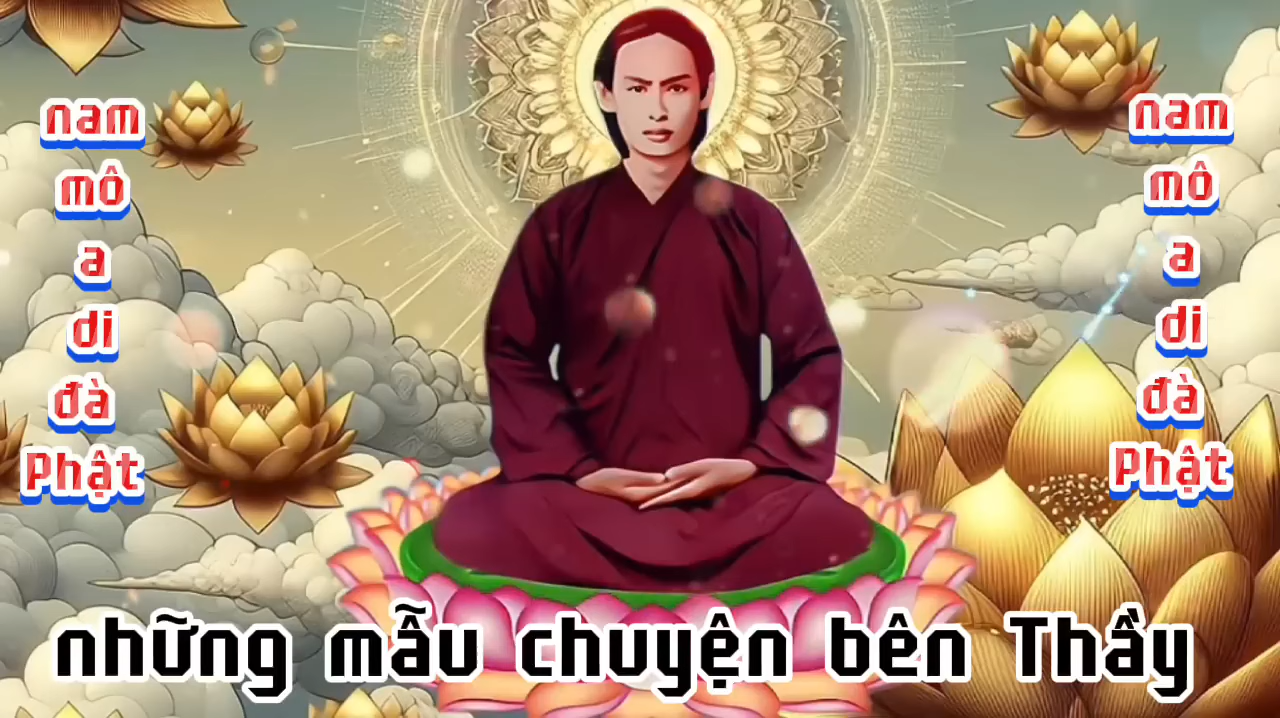 nam
mô
a
di
đà
Phật
nam
mô
a
di
đà
Phật
những mẫu chuyện bên Thầy